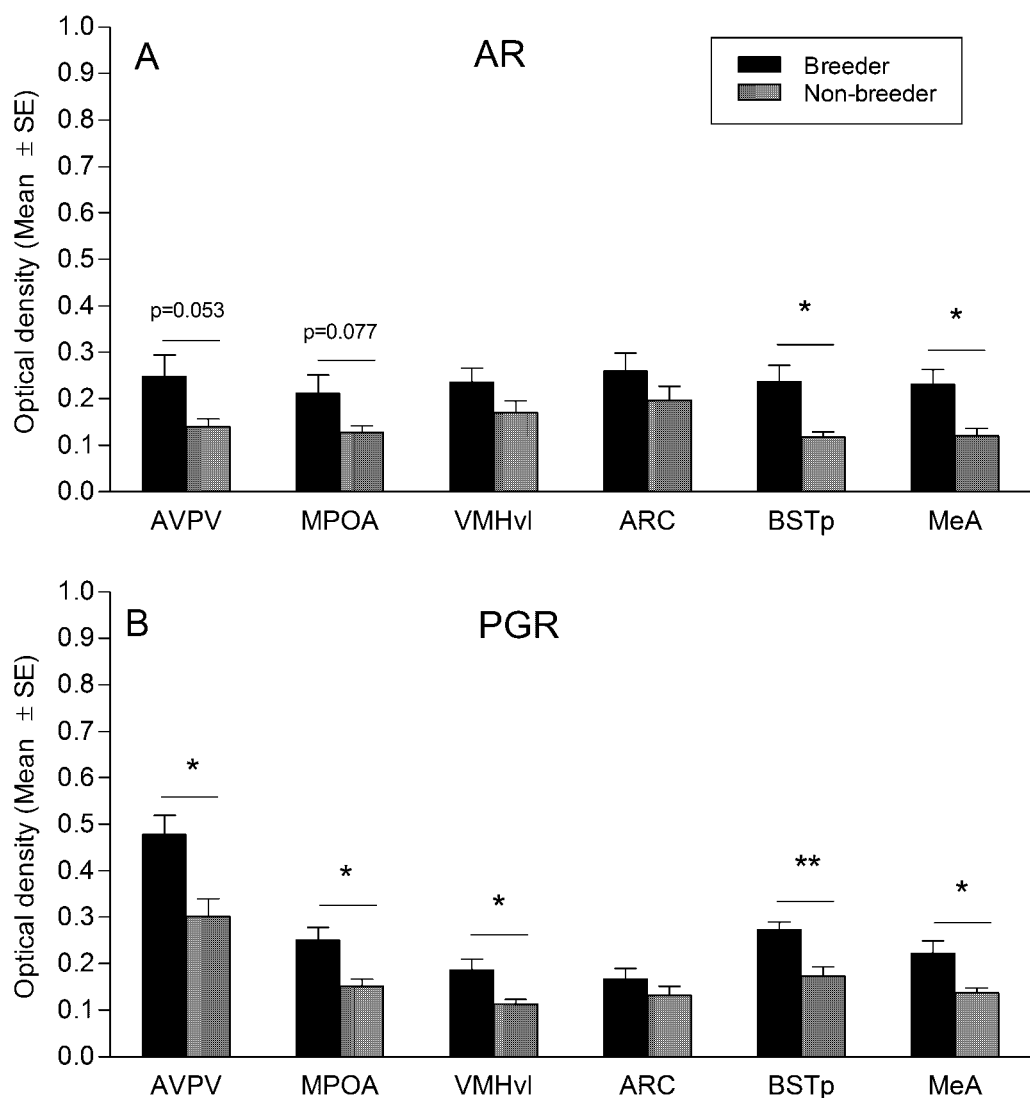 A
AR
Breeder
Non-breeder
Optical density (Mean ± SE)
1.0
0.9
0.8
0.7
0.6
0.5
0.4
0.3
0.2
0.1
0.0
p=0.053
p=0.077
*
*
AVPV MPOA VMHvl ARC BSTp MeA
B
PGR
Optical density (Mean ± SE)
1.0
0.9
0.8
0.7
0.6
0.5
0.4
0.3
0.2
0.1
0.0
*
*
*
**
*
AVPV MPOA VMHvl ARC BSTp MeA